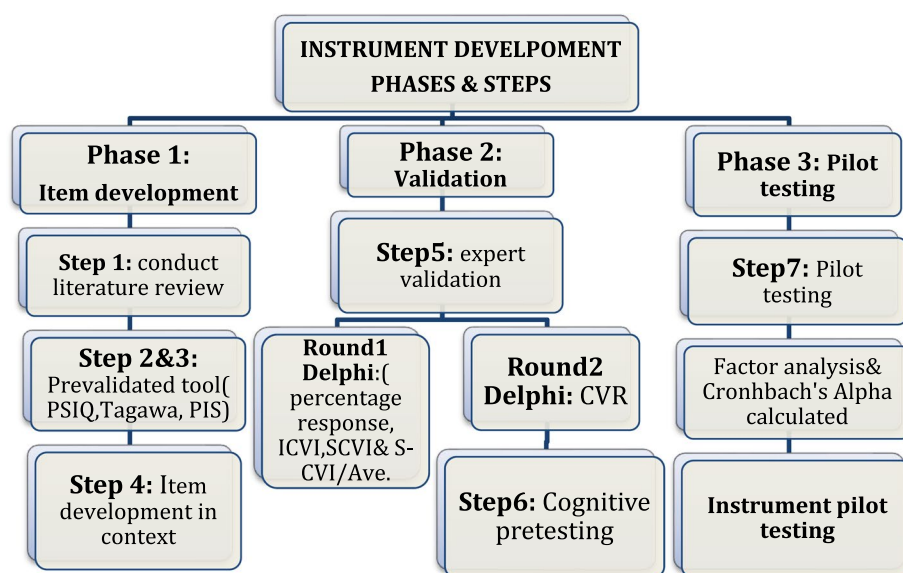 INSTRUMENT DEVELPOMENT
PHASES & STEPS
Phase 1:
Item development
Step 1: conduct
literature review
Step 2&3:
Prevalidated tool(
PSIQ,Tagawa, PIS)
Step 4: Item
development in
context
Phase 2:
Validation
Step5: expert
validation
Round1
Delphi:(
percentage
response,
ICVI,SCVI& S-
CVI/Ave.
Round2
Delphi: CVR
Step6: Cognitive
pretesting
Phase 3: Pilot
testing
Step7: Pilot
testing
Factor analysis&
Cronhbach's Alpha
calculated
Instrument pilot
testing